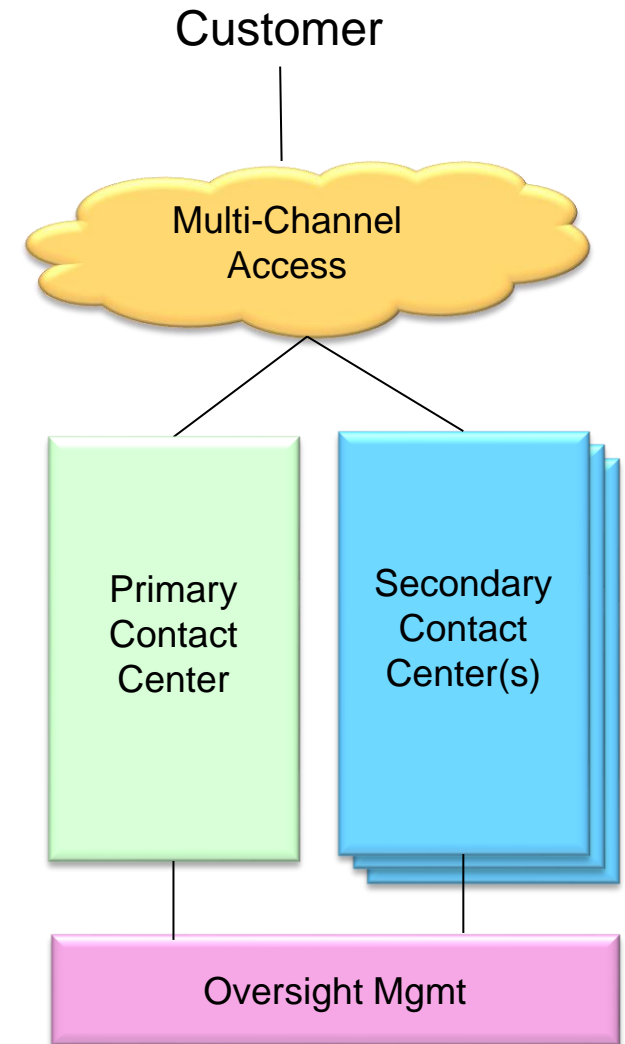 Customer
Multi-Channel
Access
Primary
Contact
Center
Secondary
Contact
Center(s)
Oversight Mgmt